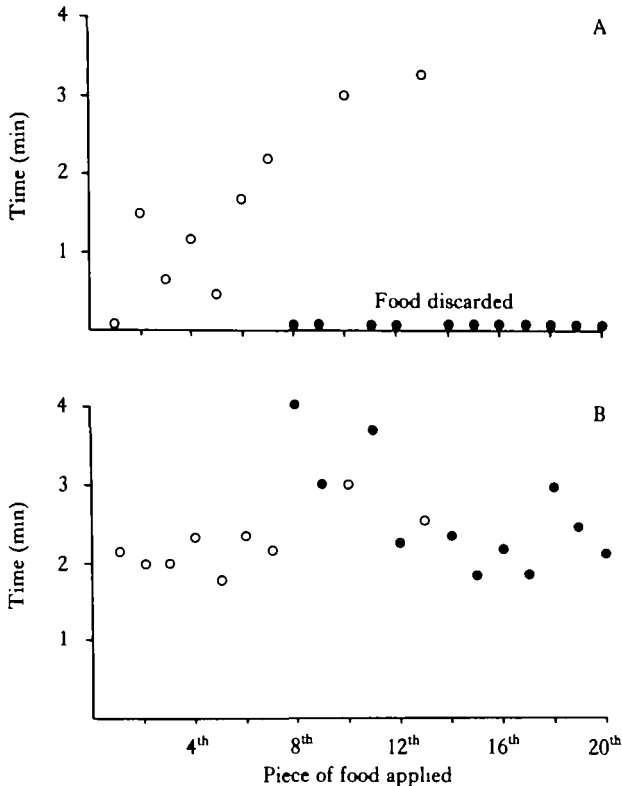 A
4
3
2
1
Time (min)
Food discarded
B
4
3
2
1
Time (min)
4th 8th 12th 16th 20th
Piece of food applied